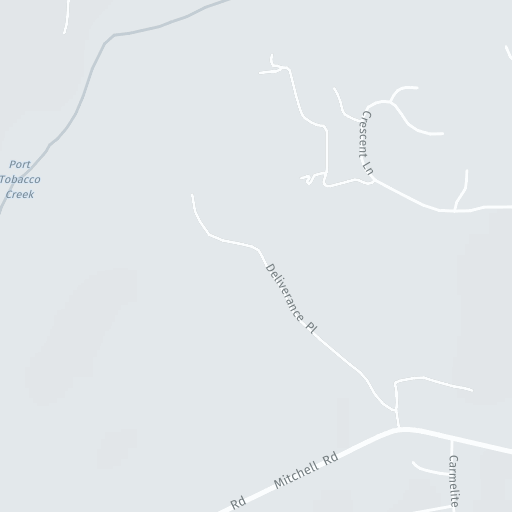 Crescent Ln
Port
Tobacco
Creek
Deliverance Pl
Mitchell Rd
Rd
Carmelite